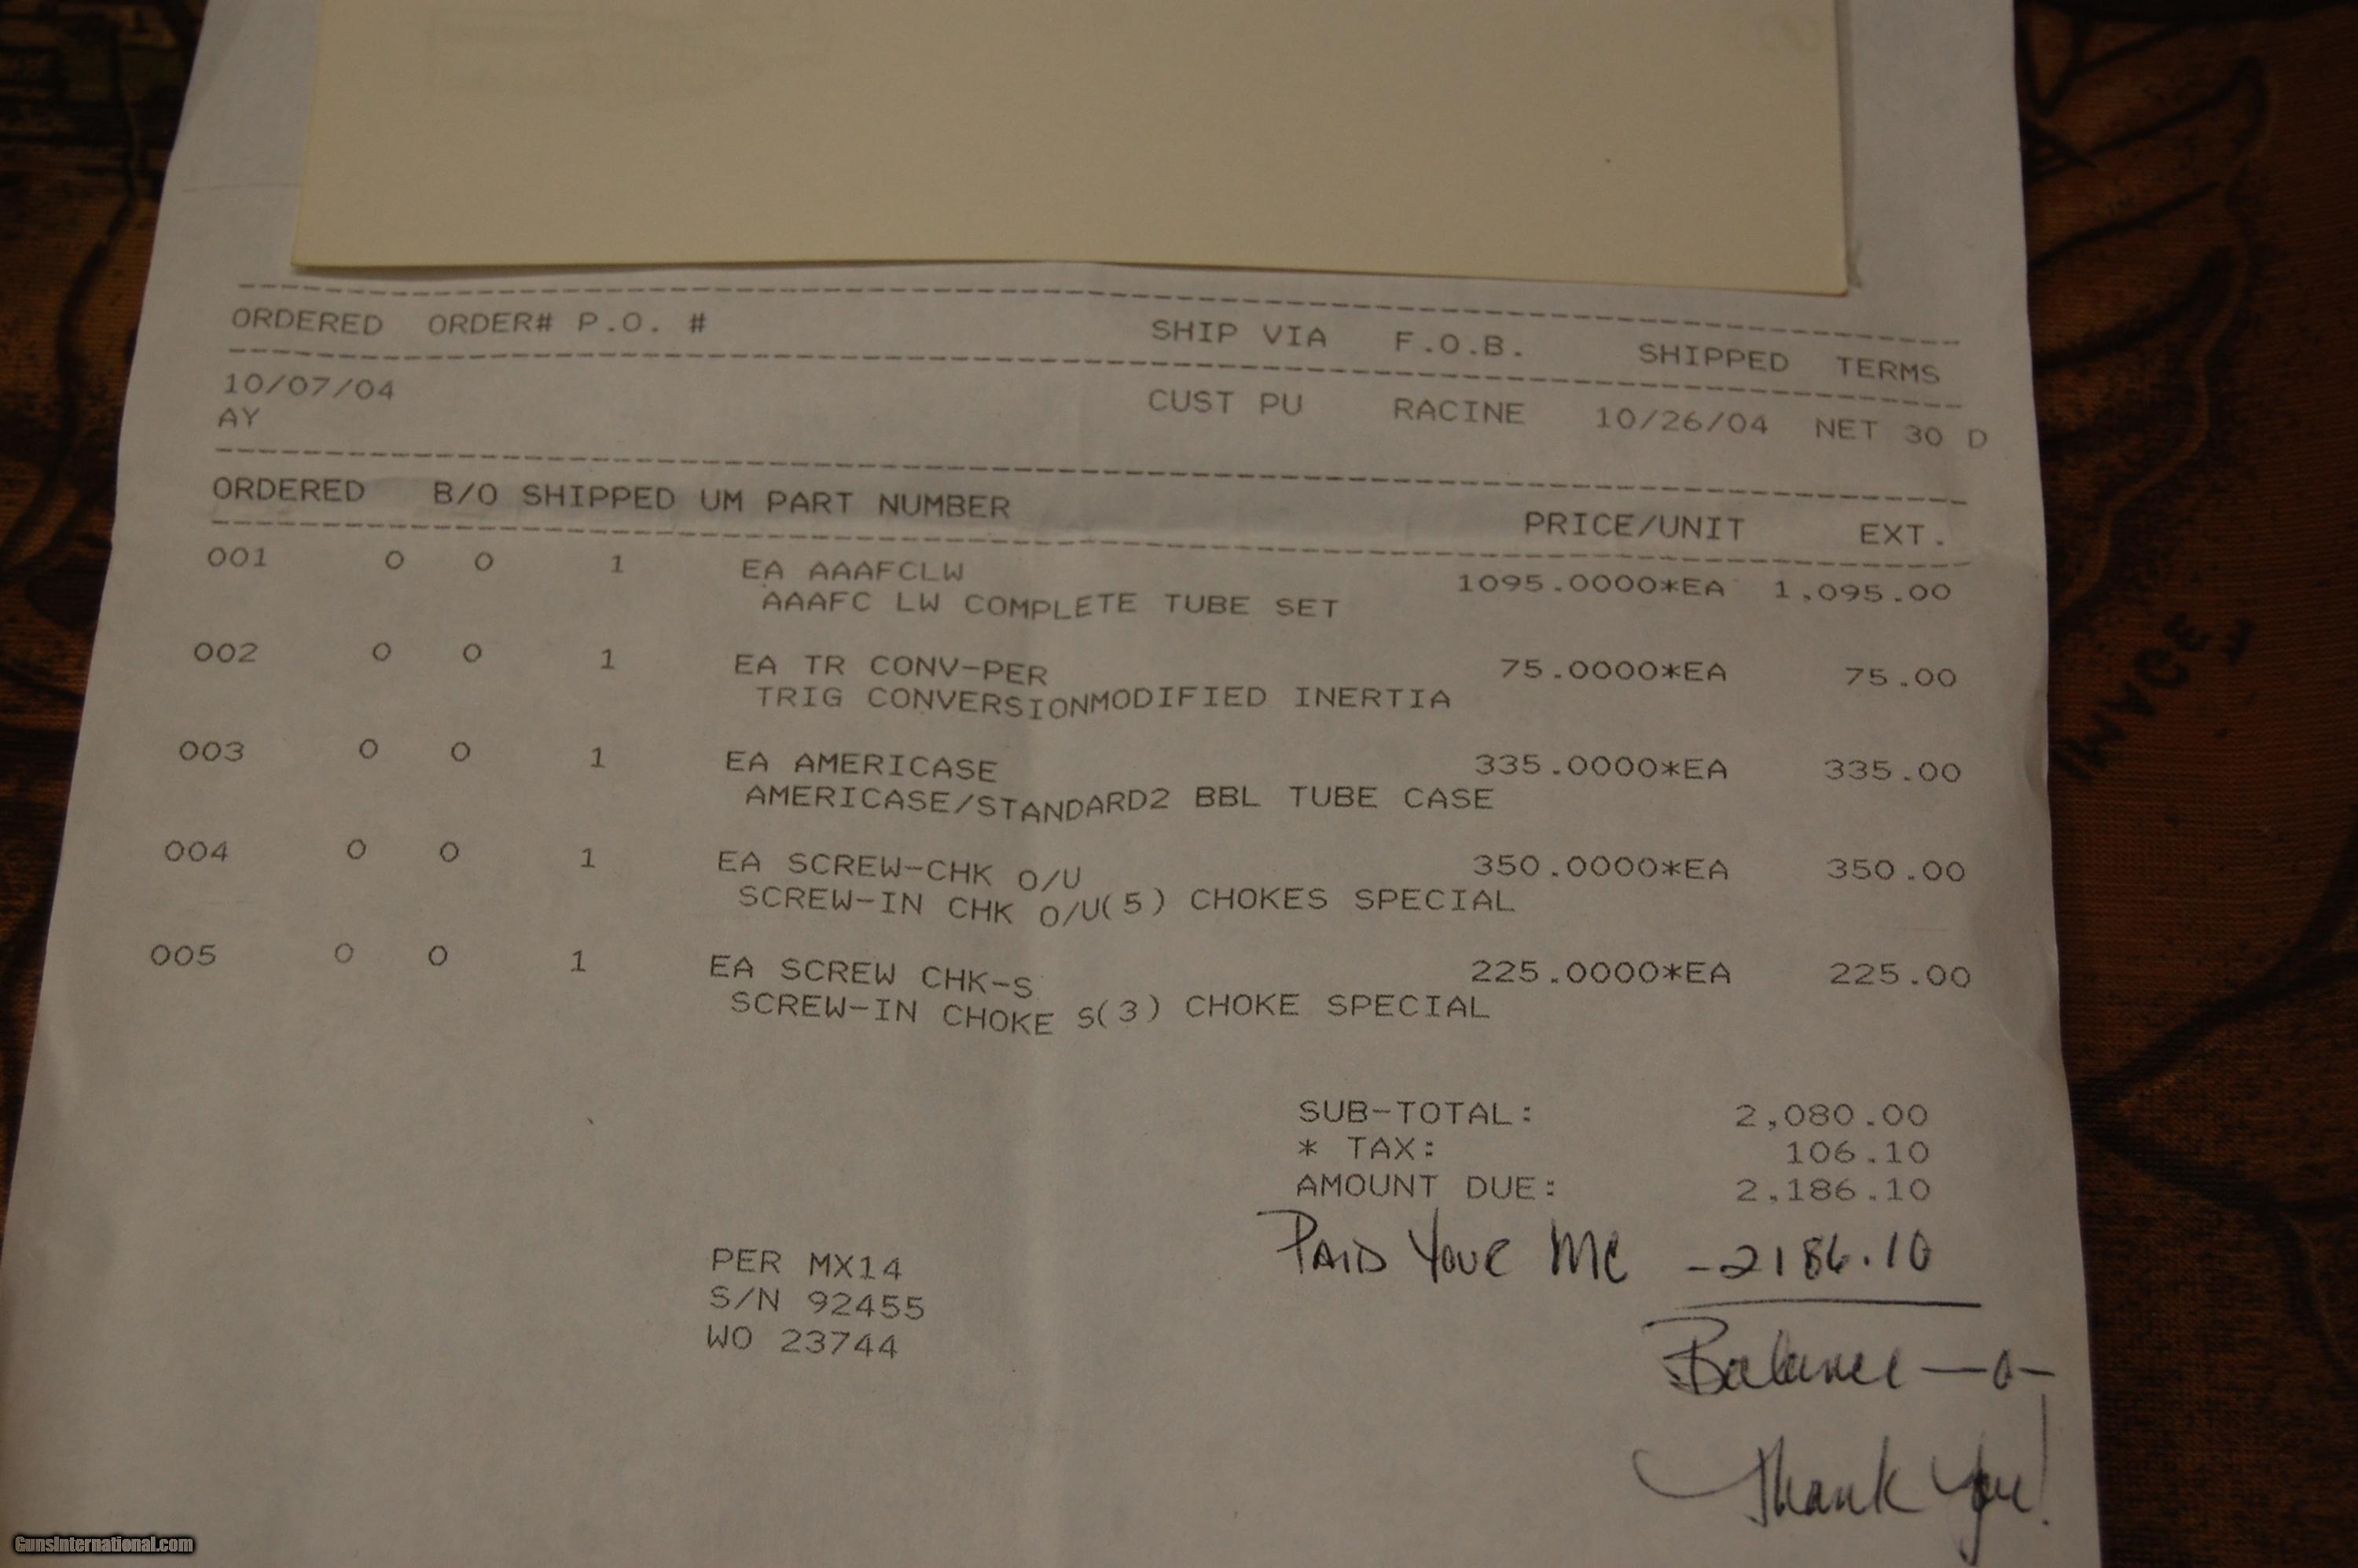 ORDERED ORDER# P.O. # SHIP VIA F.O.B. SHIPPED TERMS
10/07/04 CUST PU RACINE 10/26/04 NET 30 D
AY
ORDERED B/O SHIPPED UM PART NUMBER PRICE/UNIT EXT.
001 0 0 1 EA AAAFCLW 1095.0000*EA 1,095.00
AAAFC LW COMPLETE TUBE SET
002 0 0 1 EA TR CONV-PER 75.0000*EA 75.00
TRIG CONVERSIONMODIFIED INERTIA
003 0 0 1 EA AMERICASE 335.0000*EA 335.00
AMERICASE/STANDARD2 BBL TUBE CASE
004 0 0 1 EA SCREW-CHK O/U 350.0000*EA 350.00
SCREW-IN CHK O/U(5) CHOKES SPECIAL
005 0 0 1 EA SCREW CHK-S 225.0000*EA 225.00
SCREW-IN CHOKE S(3) CHOKE SPECIAL
SUB-TOTAL: 2,080.00
* TAX: 106.10
AMOUNT DUE: 2,186.10
PAID YOUR MC -2186.10
Balance -0-
Thank You!
PER MX14
S/N 92455
WO 23744
GunsInternational.com